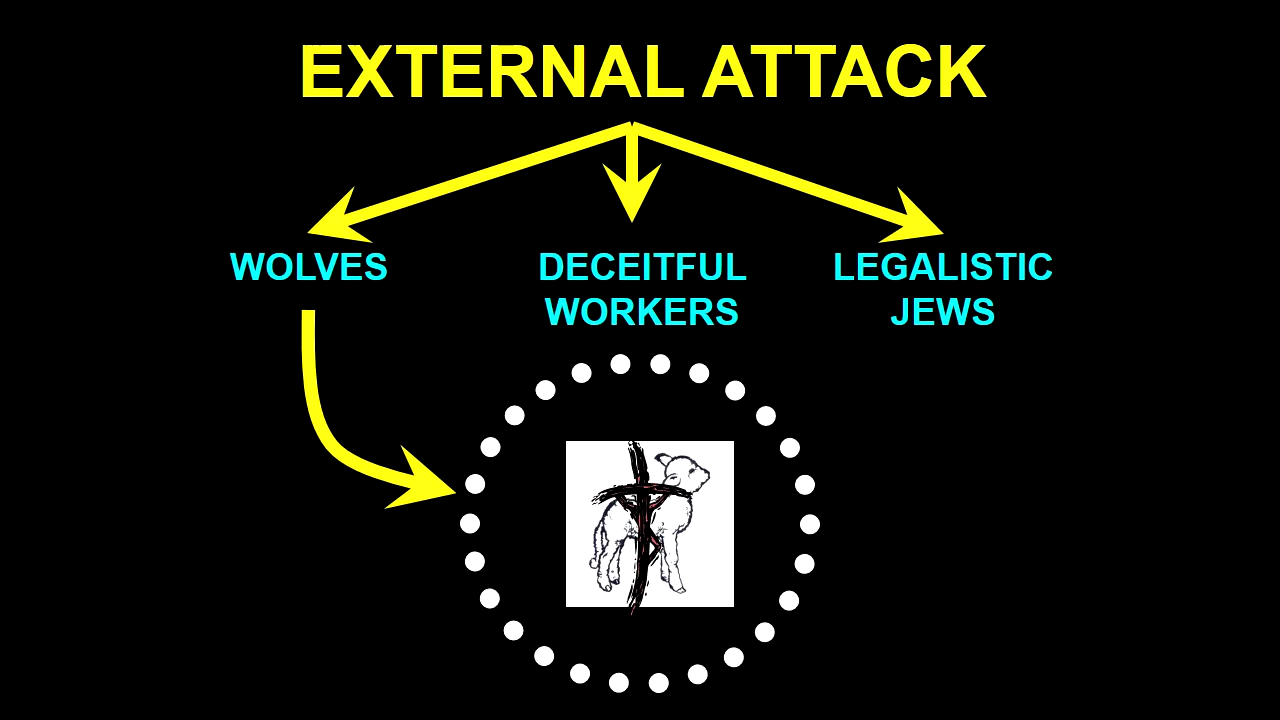 EXTERNAL ATTACK
WOLVES
DECEITFUL
WORKERS
LEGALISTIC
JEWS